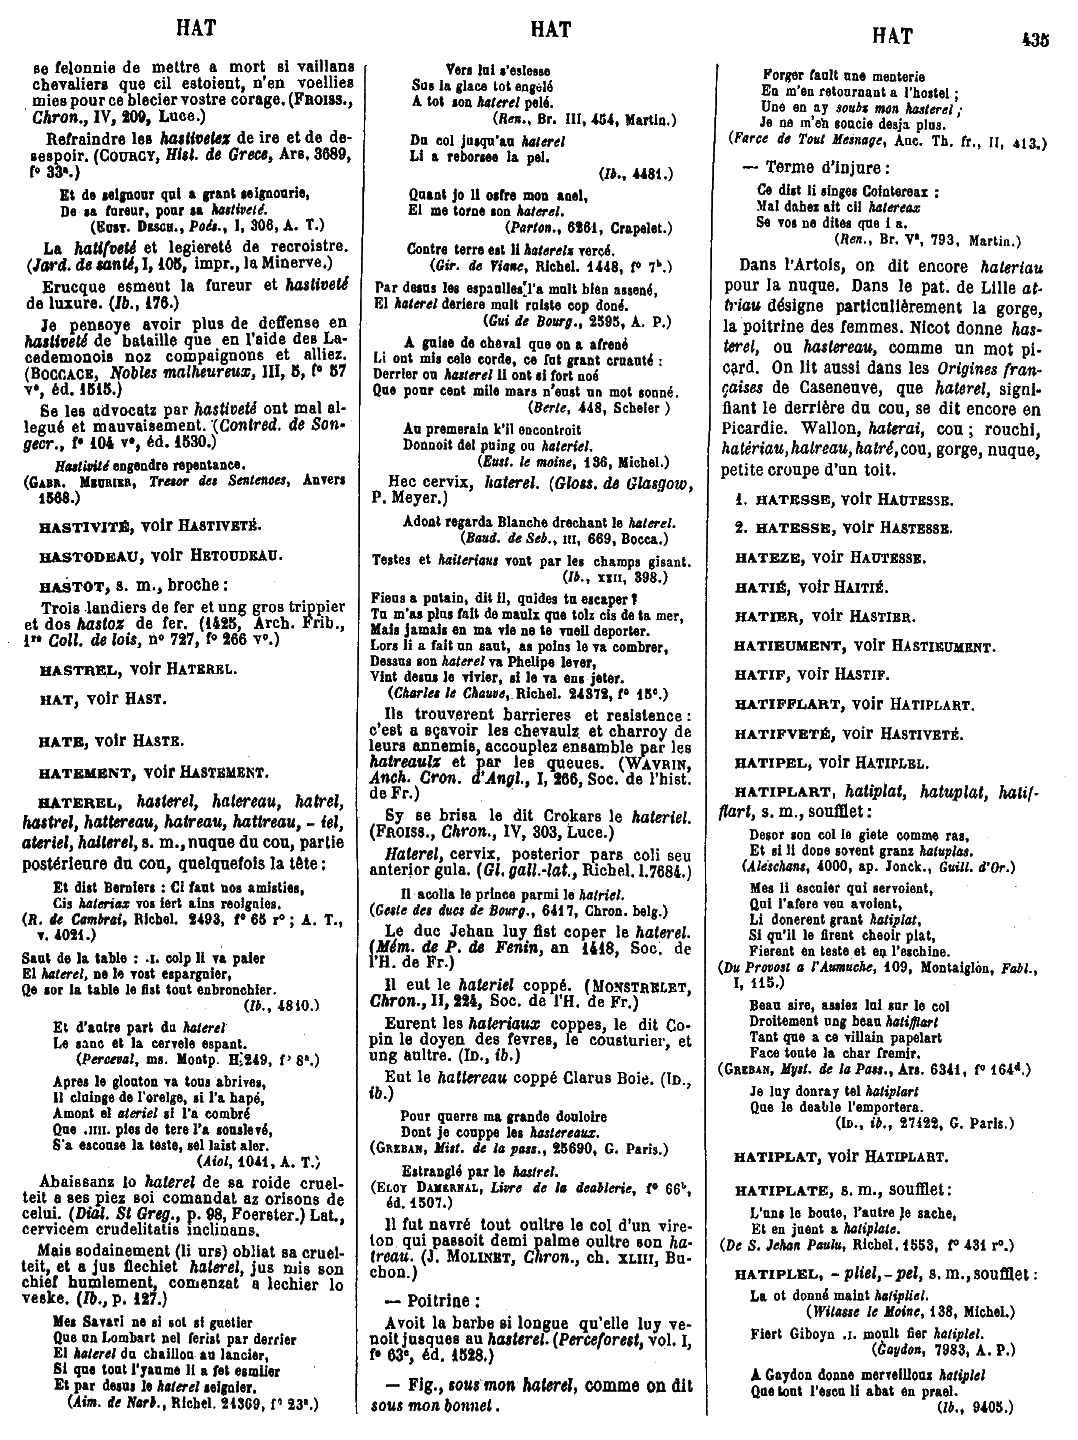 HAT
HAT
HAT
435
se felonnie de mettre a mort si vaillans
chevaliers que cil estoient, n'en voellies
mies pour ce blecier vostre corage. (FROISS.,
Chron., IV, 209, Luce.)
Refraindre les hastivetez de ire et de de-
sespoir. (COURCY, Hist. de Grece, Ars. 3689,
f° 33ª.)
Et de seignour qui a grant seignourie,
De sa fureur, pour sa hastiveté.
(EUST. DESCH., Poés., I, 306, A. T.)
La hatifveté et legiereté de recroistre.
(Jard. de santé, I, 105, impr., la Minerve.)
Erucque esmeut la fureur et hastiveté
de luxure. (Ib., 176.)
Je pensoye avoir plus de deffense en
hastiveté de bataille que en l'aide des La-
cedemonois noz compaignons et alliez.
(BOCCACE, Nobles malheureux, III, 5, f° 57
v°, éd. 1515.)
Se les advocatz par hastiveté ont mal al-
legué et mauvaisement. (Contred. de Son-
gecr., f° 104 v°, éd. 1530.)
Hastivité engendre repentance.
(GABR. MEURIER, Tresor des Sentences, Anvers
1568.)
HASTIVITÉ, voir HASTIVETÉ.
HASTODEAU, voir HETOUDEAU.
HASTOT, s. m., broche :
Trois landiers de fer et ung gros trippier
et dos hastoz de fer. (1425, Arch. Frib.,
1re Coll. de lois, n° 727, f° 266 v°.)
HASTREL, voir HATEREL.
HAT, voir HAST.
HATE, voir HASTE.
HATEMENT, voir HASTEMENT.
HATEREL, hasterel, hatereau, hatrel,
hastrel, hattereau, hatreau, hattreau, - iel,
ateriel, haiterel, s. m., nuque du cou, partie
postérieure du cou, quelquefois la tête :
Et dist Berniers : Ci faut nos amisties,
Cis hateriax vos iert ains reoignies.
(R. de Cambrai, Richel. 2493, f° 65 r° ; A. T.,
v. 4021.)
Saut de la table : .I. colp li va paier
El haterel, ne le vost espargnier,
Qe sor la table le fist tout enbronchier.
(Ib., 4810.)
Et d'autre part du haterel
Le sanc et la cervele espant.
(Perceval, ms. Montp. H. 249, f° 8ª.)
Apres le glouton va tous abrives,
Il clainge de l'orelge, si l'a hapé,
Amont el ateriel si l'a combré
Que .IIII. pies de tere l'a souslevé,
S'a escouse la teste, sel laist aler.
(Aiol, 1041, A. T.)
Abaissanz lo haterel de sa roide cruel-
teit a ses piez soi comandat az orisons de
celui. (Dial. St Greg., p. 98, Foerster.) Lat.,
cervicem crudelitatis inclinans.
Mais sodainement (li urs) obliat sa cruel-
teit, et a jus flechiet haterel, jus mis son
chief humlement, comenzat a lechier lo
veske. (Ib., p. 127.)
Mes Savari ne si sot si guetier
Que un Lombart nel ferist par derrier
El haterel du chaillou au lancier,
Si que tout l'yaume li a fet esmier
Et par desus le haterel seignier.
(Aim. de Narb., Richel. 24369, f° 23ª.)
Vers lui s'eslesse
Sus la glace tot engelé
A tot son haterel pelé.
(Ren., Br. III, 454, Martin.)
Du col jusqu'au haterel
Li a reborsee la pel.
(Ib., 4481.)
Quant jo li osfre mon anel,
El me torne son haterel.
(Parton., 6261, Crapelet.)
Contre terre est li haterels versé.
(Gir. de Viane, Richel. 1448, f° 7b.)
Par desus les espaulles l'a mult bien assené,
El haterel deriere mult ruiste cop doné.
(Gui de Bourg., 2595, A. P.)
A guise de cheval que on a afrené
Li ont mis cele corde, ce fut grant cruauté :
Derrier ou hasterel li ont si fort noé
Que pour cent mile mars n'eust un mot sonné.
(Berte, 448, Scheler )
Au premerain k'il encontroit
Donnoit del puing ou hateriel.
(Eust. le moine, 136, Michel.)
Hec cervix, haterel. (Gloss. de Glasgow,
P. Meyer.)
Adont regarda Blanche drechant le haterel.
(Baud. de Seb., III, 669, Bocca.)
Testes et haiteriaus vont par les champs gisant.
(Ib., XXII, 398.)
Fieus a putain, dit il, quides tu escaper ?
Tu m'as plus fait de maulx que tolz cis de ta mer,
Mais jamais en ma vie ne te vueil deporter.
Lors li a fait un saut, as poins le va combrer,
Dessus son haterel va Phelipe lever,
Vint desus le vivier, si le va ens jeter.
(Charles le Chauve, Richel. 24372, f° 15c.)
Ils trouverent barrieres et resistence :
c'est a sçavoir les chevaulz et charroy de
leurs annemis, accouplez ensamble par les
hatreaulz et par les queues. (WAVRIN,
Anch. Cron. d'Angl., I, 266, Soc. de l'hist.
de Fr.)
Sy se brisa le dit Crokars le hateriel.
(FROISS., Chron., IV, 303, Luce.)
Haterel, cervix, posterior pars coli seu
anterior gula. (Gl. gall.-lat., Richel. l. 7684.)
Il acolla le prince parmi le hatriel.
(Geste des ducs de Bourg., 6417, Chron. belg.)
Le duc Jehan luy fist coper le haterel.
(Mém. de P. de Fenin, an 1418, Soc. de
l'H. de Fr.)
Il eut le hateriel coppé. (MONSTRELET,
Chron., II, 224, Soc. de l'H. de Fr.)
Eurent les hateriaux coppes, le dit Co-
pin le doyen des fevres, le cousturier, et
ung aultre. (ID., ib.)
Eut le hattereau coppé Clarus Boie. (ID.,
ib.)
Pour querre ma grande douloire
Dont je couppe les hastereaux.
(GREBAN, Mist. de la pass., 25690, G. Paris.)
Estranglé par le hastrel.
(ELOY DAMERNAL, Livre de la deablerie, f° 66b,
éd. 1507.)
Il fut navré tout oultre le col d'un vire-
ton qui passoit demi palme oultre son ha-
treau. (J. MOLINET, Chron., ch. XLIII, Bu-
chon.)
— Poitrine :
Avoit la barbe si longue qu'elle luy ve-
noit jusques au hasterel. (Perceforest, vol. I,
f° 63c, éd. 1528.)
— Fig., sous mon haterel, comme on dit
sous mon bonnet.
Forger fault une menterie
En m'en retournant a l'hostel ;
Une en ay soubz mon hasterel ;
Je ne m'en soucie desja plus.
(Farce de Tout Mesnage, Anc. Th. fr., II, 413.)
— Terme d'injure :
Ce dist li singes Cointereax :
Mal dahez ait cil hatereax
Se vos ne dites que i a.
(Ren., Br. Va, 793, Martin.)
Dans l'Artois, on dit encore hateriau
pour la nuque. Dans le pat. de Lille at-
triau désigne particulièrement la gorge,
la poitrine des femmes. Nicot donne has-
terel, ou hastereau, comme un mot pi-
card. On lit aussi dans les Origines fran-
çaises de Caseneuve, que haterel, signi-
fiant le derrière du cou, se dit encore en
Picardie. Wallon, haterai, cou ; rouchi,
hatériau, hatreau, hatré, cou, gorge, nuque,
petite croupe d'un toit.
1. HATESSE, voir HAUTESSE.
2. HATESSE, voir HASTESSE.
HATEZE, voir HAUTESSE.
HATIÉ, voir HAITIÉ.
HATIER, voir HASTIER.
HATIEUMENT, voir HASTIEUMENT.
HATIF, voir HASTIF.
HATIFFLART, voir HATIPLART.
HATIFVETÉ, voir HASTIVETÉ.
HATIPEL, voir HATIPLEL.
HATIPLART, hatiplat, hatuplat, hatif-
flart, s. m., soufflet :
Desor son col le giete comme ras,
Et si li done sovent granz hatuplas.
(Aleschans, 4000, ap. Jonck., Guill. d'Or.)
Mes li escuier qui servoient,
Qui l'afere veu avoient,
Li donerent grant hatiplat,
Si qu'il le firent cheoir plat,
Fierent en teste et en l'eschine.
(Du Provost a l'Aumuche, 109, Montaiglon, Fabl.,
I, 115.)
Beau sire, assiez lui sur le col
Droitement ung beau hatifflart
Tant que a ce villain papelart
Face toute la char fremir.
(GREBAN, Myst. de la Pass., Ars. 6341, f° 164d.)
Je luy donray tel hatiplart
Que le deable l'emportera.
(ID., ib., 27422, G. Paris.)
HATIPLAT, voir HATIPLART.
HATIPLATE, s. m., soufflet :
L'uns le boute, l'autre le sache,
Et en juent a hatiplate.
(De S. Jehan Paulu, Richel. 1553, f° 431 r°.)
HATIPLEL, - pliel, - pel, s. m., soufflet :
La ot donné maint hatipliel.
(Witasse le Moine, 138, Michel.)
Fiert Giboyn .I. moult fier hatiplel.
(Gaydon, 7983, A. P.)
A Gaydon donne merveilloux hatiplel
Que tout l'escu li abat en prael.
(Ib., 9405.)